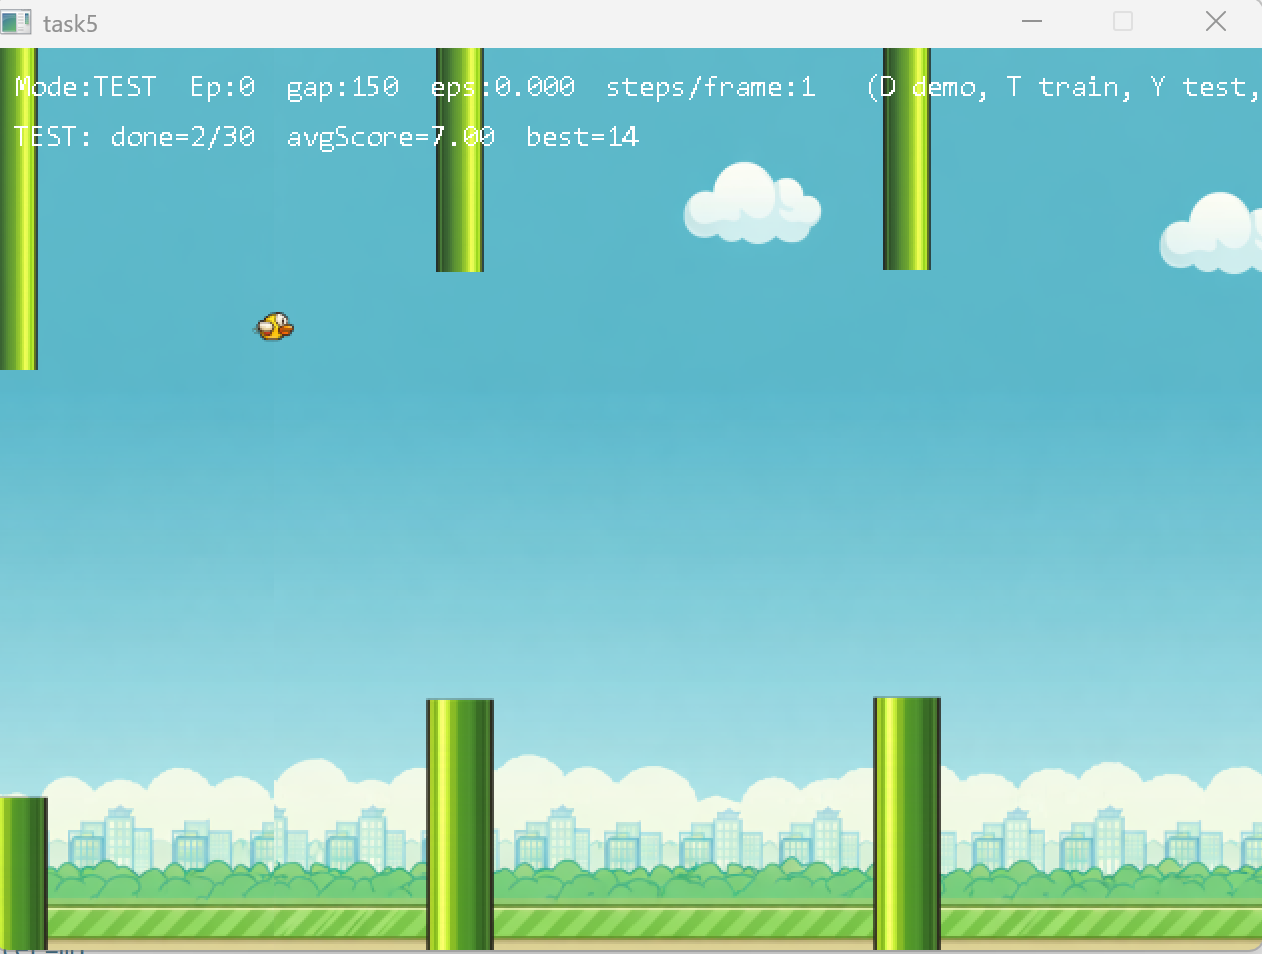 task5
Mode:TEST  Ep:0  gap:150  eps:0.000  steps/frame:1   (D demo, T train, Y test,
TEST: done=2/30  avgScore=7.00  best=14